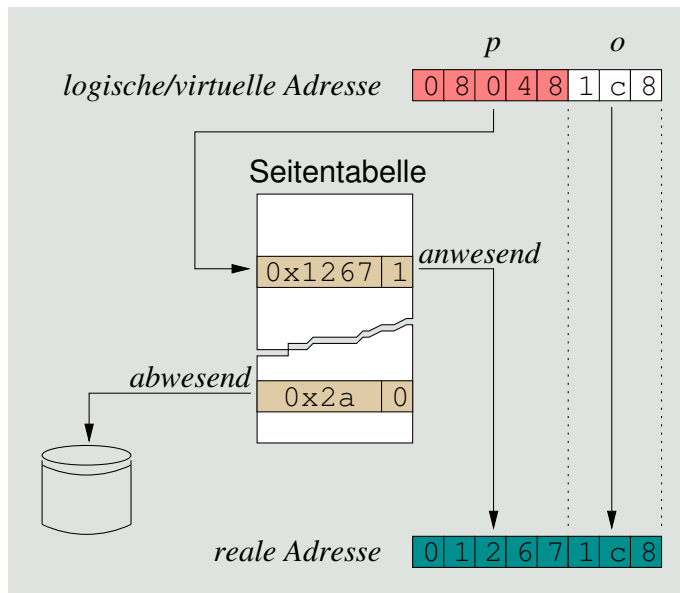 p o
logische/virtuelle Adresse 0 8 0 4 8 1 c 8
Seitentabelle
0x1267 1 anwesend
abwesend
0x2a 0
reale Adresse 0 1 2 6 7 1 c 8